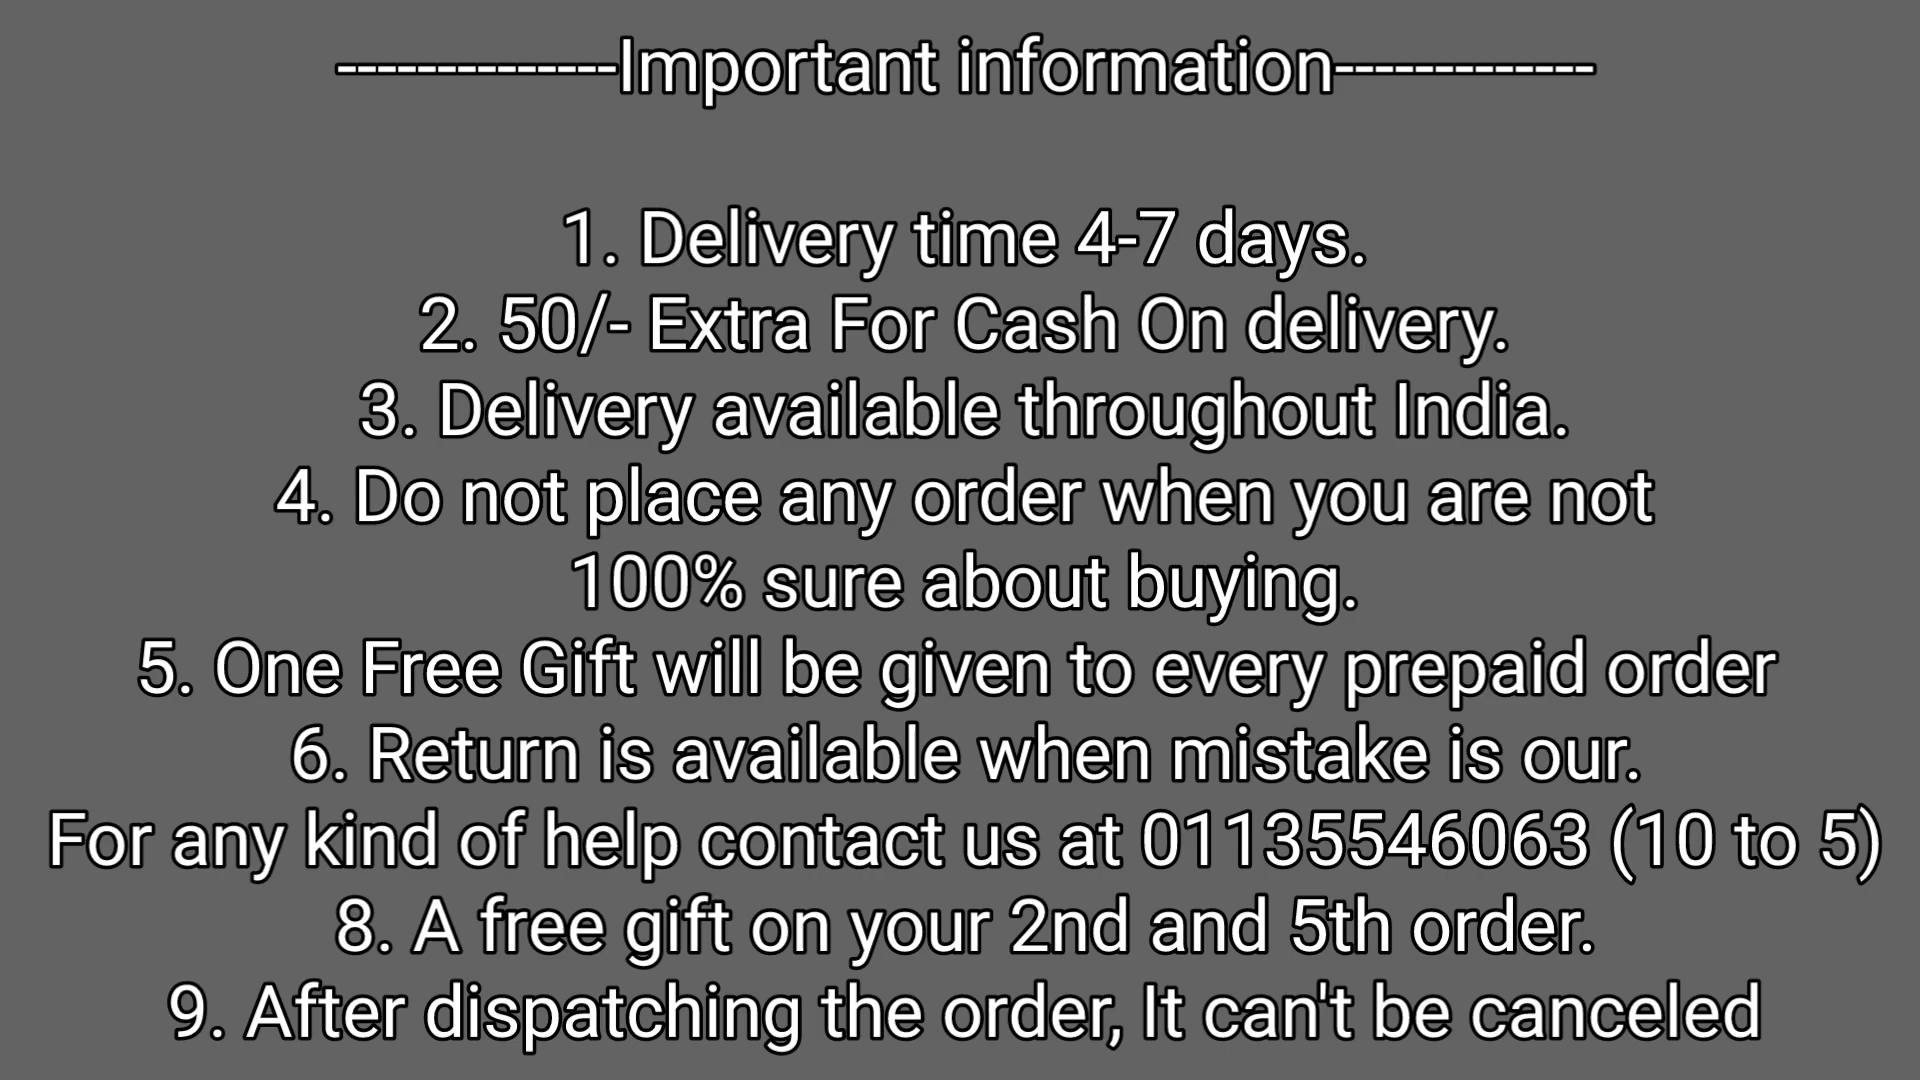 --------------Important information-------------
1. Delivery time 4-7 days.
2. 50/- Extra For Cash On delivery.
3. Delivery available throughout India.
4. Do not place any order when you are not
100% sure about buying.
5. One Free Gift will be given to every prepaid order
6. Return is available when mistake is our.
For any kind of help contact us at 01135546063 (10 to 5)
8. A free gift on your 2nd and 5th order.
9. After dispatching the order, It can't be canceled